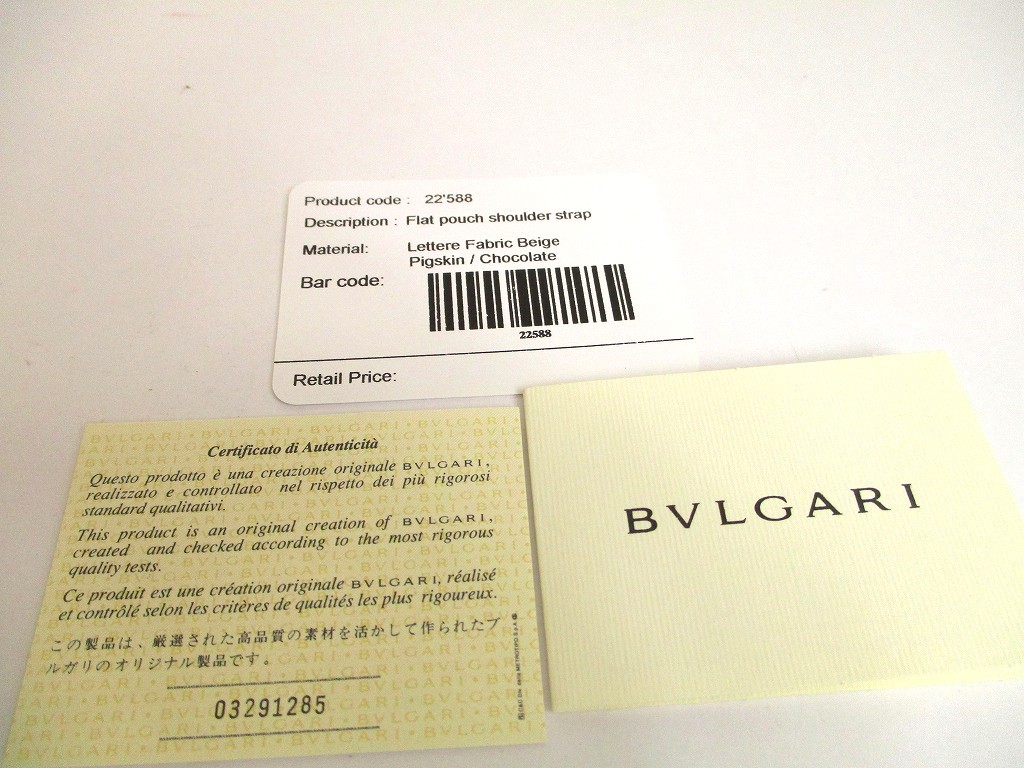 Product code : 22'588
Description : Flat pouch shoulder strap
Material: Lettere Fabric Beige
Pigskin / Chocolate
Bar code:
22588
Retail Price:
Certificato di Autenticità
Questo prodotto è una creazione originale BVLGARI,
realizzato e controllato nel rispetto dei più rigorosi
standard qualitativi.
This product is an original creation of BVLGARI,
created and checked according to the most rigorous
quality tests.
Ce produit est une création originale BVLGARI, réalisé
et contrôlé selon les critères de qualités les plus rigoureux.
この製品は、厳選された高品質の素材を活かして作られたブ
ルガリのオリジナル製品です。
03291285
BVLGARI